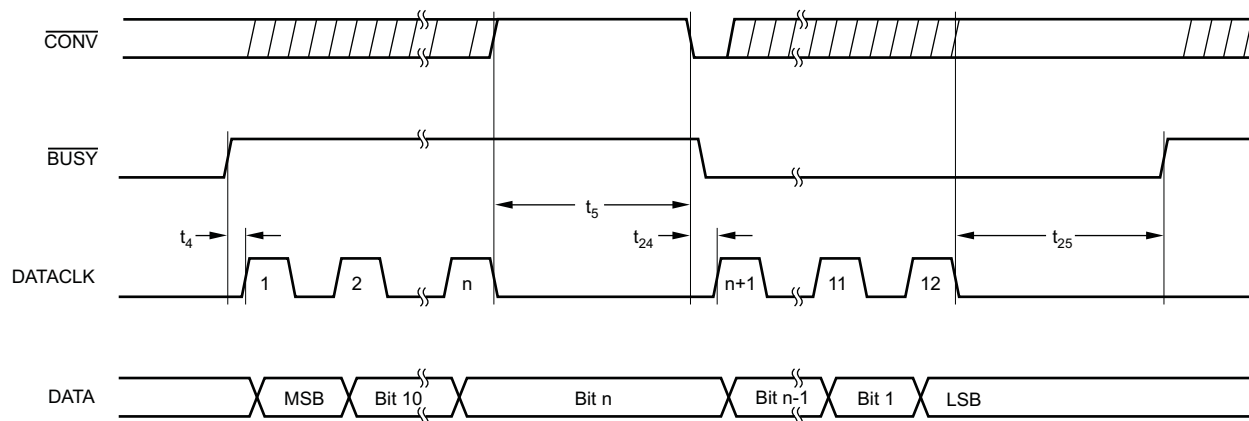 CONV
BUSY
t5
t4
t24
t25
DATACLK
1 2 n n+1 11 12
DATA
MSB Bit 10 Bit n Bit n-1 Bit 1 LSB